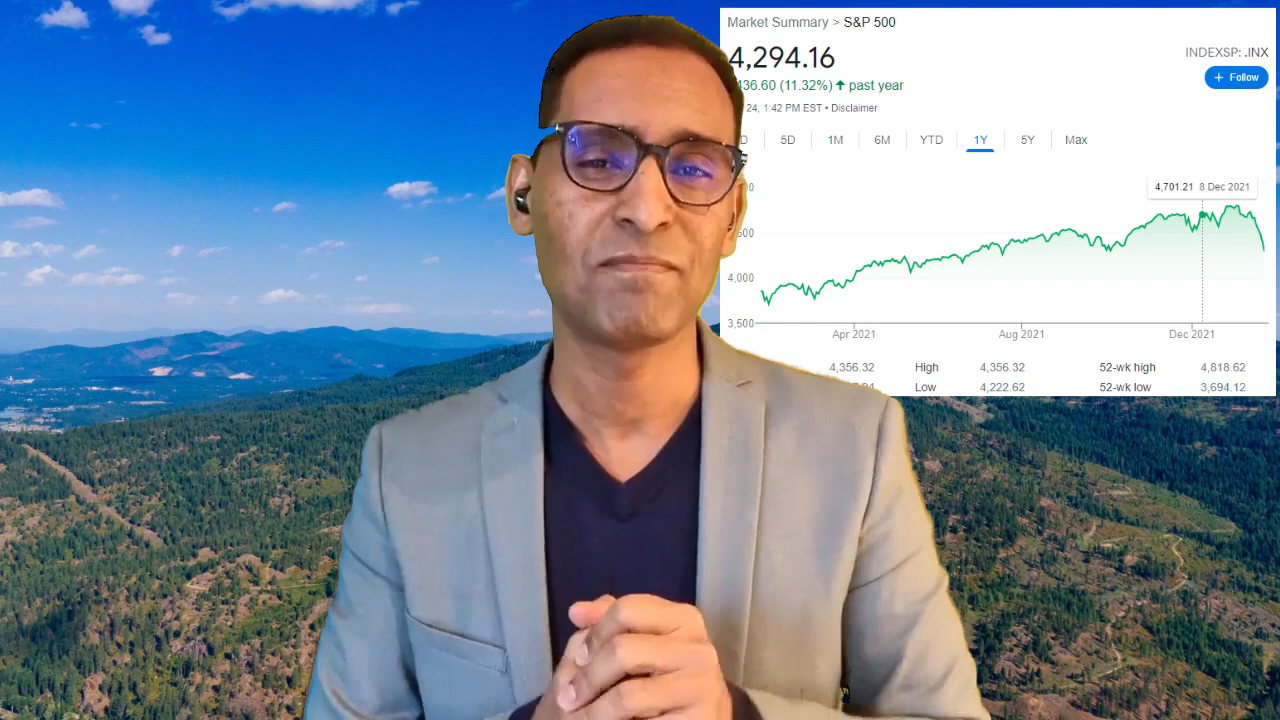 Market Summary > S&P 500
4,294.16
INDEXSP: .INX
436.60 (11.32%) ↑ past year
+ Follow
24, 1:42 PM EST • Disclaimer
5D 1M 6M YTD 1Y 5Y Max
4,701.21 8 Dec 2021
4,000
3,500
Apr 2021 Aug 2021 Dec 2021
4,356.32 High 4,356.32 52-wk high 4,818.62
Low 4,222.62 52-wk low 3,694.12